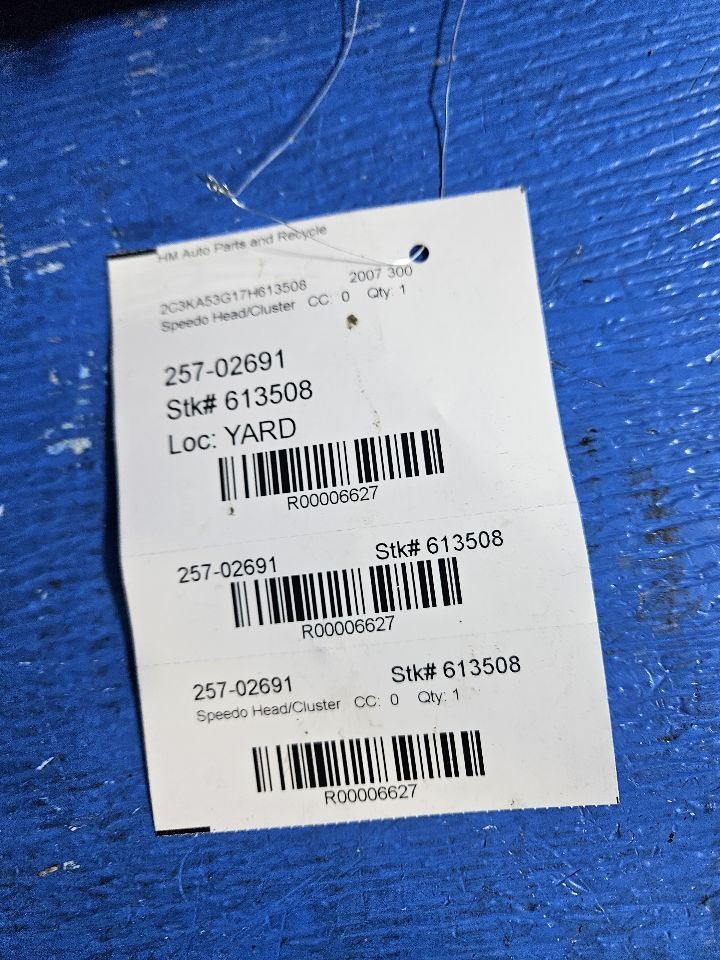 HM Auto Parts and Recycle
2C3KA53G17H613508 2007 300
Speedo Head/Cluster CC: 0 Qty: 1
257-02691
Stk# 613508
Loc: YARD
R00006627
257-02691 Stk# 613508
R00006627
257-02691 Stk# 613508
Speedo Head/Cluster CC: 0 Qty: 1
R00006627